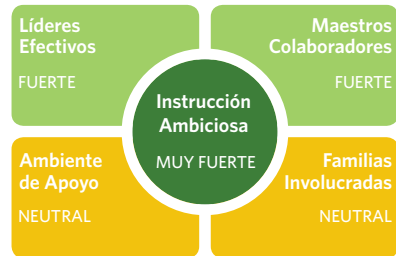 Líderes
Efectivos
FUERTE
Maestros
Colaboradores
FUERTE
Instrucción
Ambiciosa
MUY FUERTE
Ambiente
de Apoyo
NEUTRAL
Familias
Involucradas
NEUTRAL